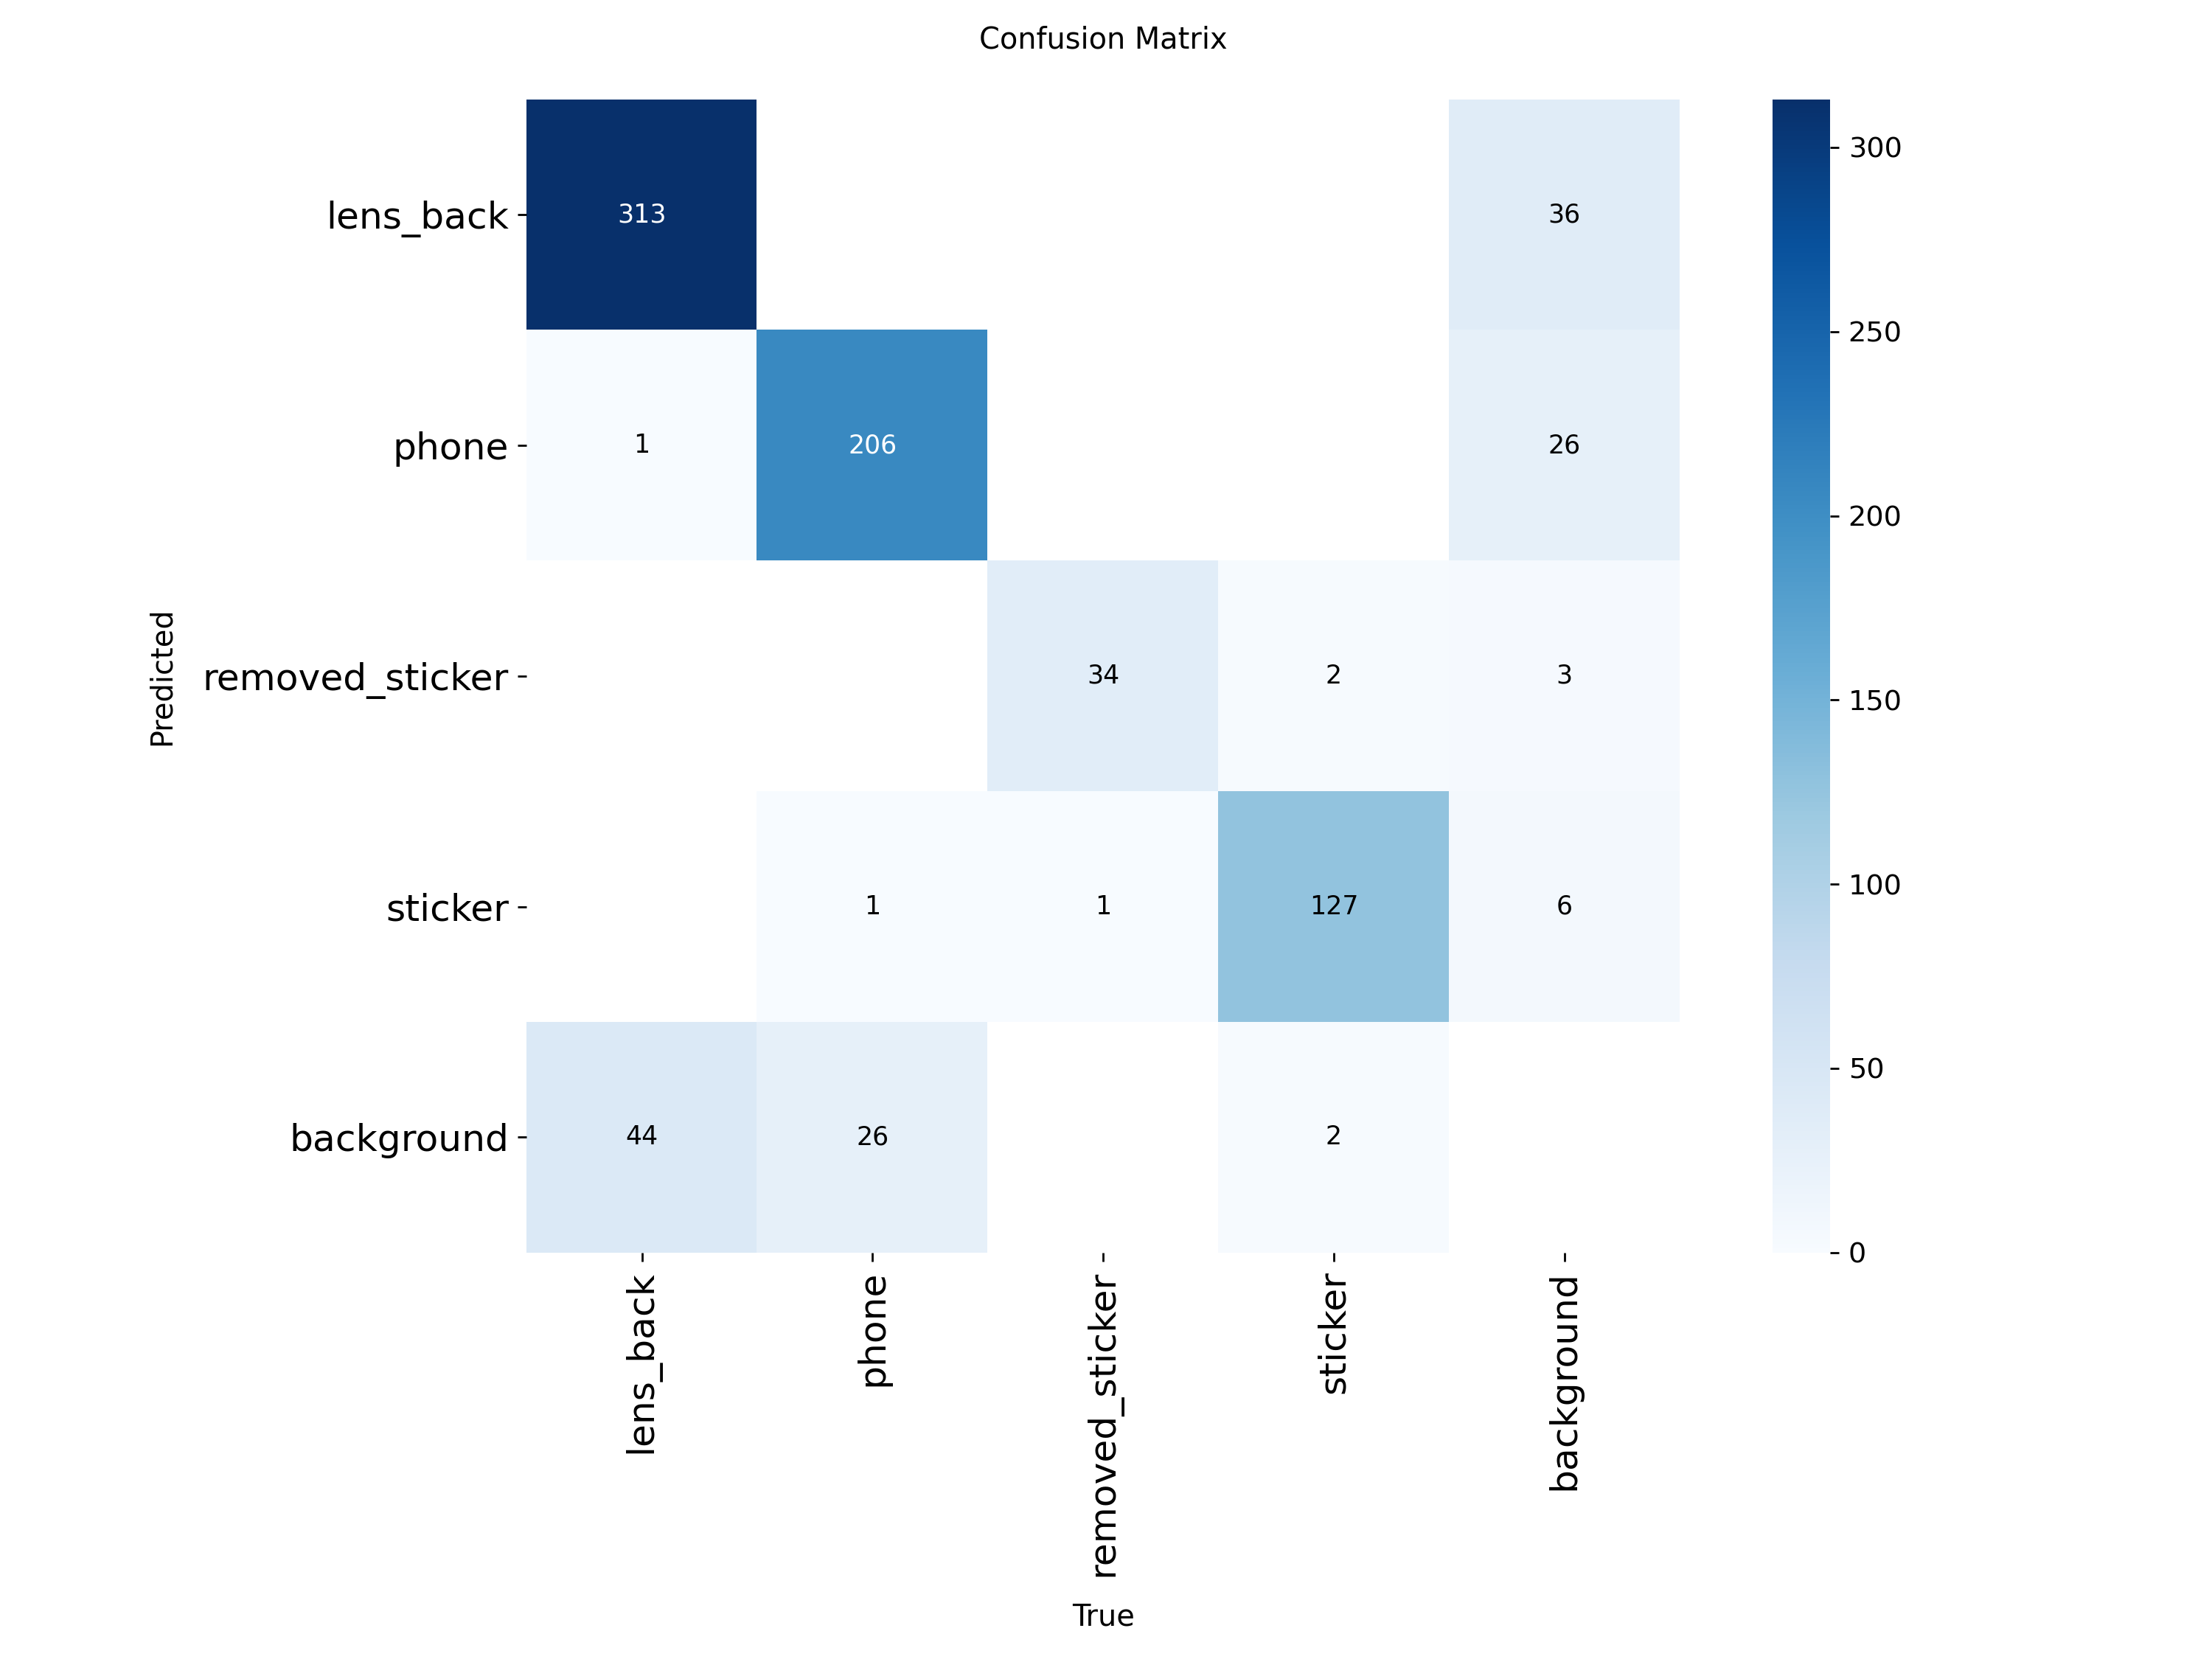 Confusion Matrix
lens_back 313 36
phone 1 206 26
removed_sticker 34 2 3
sticker 1 1 127 6
background 44 26 2
Predicted
lens_back
phone
removed_sticker
sticker
background
True
300
250
200
150
100
50
0